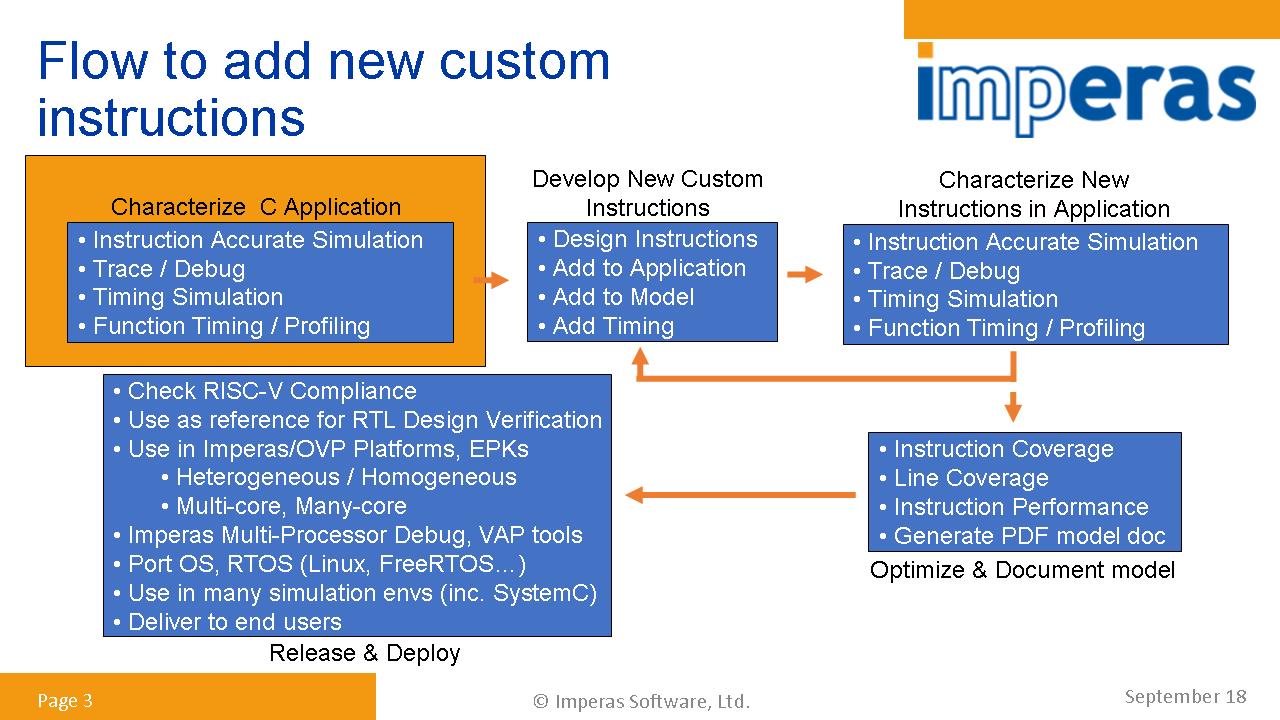 Flow to add new custom
instructions
imperas
Characterize  C Application
• Instruction Accurate Simulation
• Trace / Debug
• Timing Simulation
• Function Timing / Profiling
Develop New Custom
Instructions
• Design Instructions
• Add to Application
• Add to Model
• Add Timing
Characterize New
Instructions in Application
• Instruction Accurate Simulation
• Trace / Debug
• Timing Simulation
• Function Timing / Profiling
• Instruction Coverage
• Line Coverage
• Instruction Performance
• Generate PDF model doc
Optimize & Document model
• Check RISC-V Compliance
• Use as reference for RTL Design Verification
• Use in Imperas/OVP Platforms, EPKs
• Heterogeneous / Homogeneous
• Multi-core, Many-core
• Imperas Multi-Processor Debug, VAP tools
• Port OS, RTOS (Linux, FreeRTOS…)
• Use in many simulation envs (inc. SystemC)
• Deliver to end users
Release & Deploy
Page 3
© Imperas Software, Ltd.
September 18